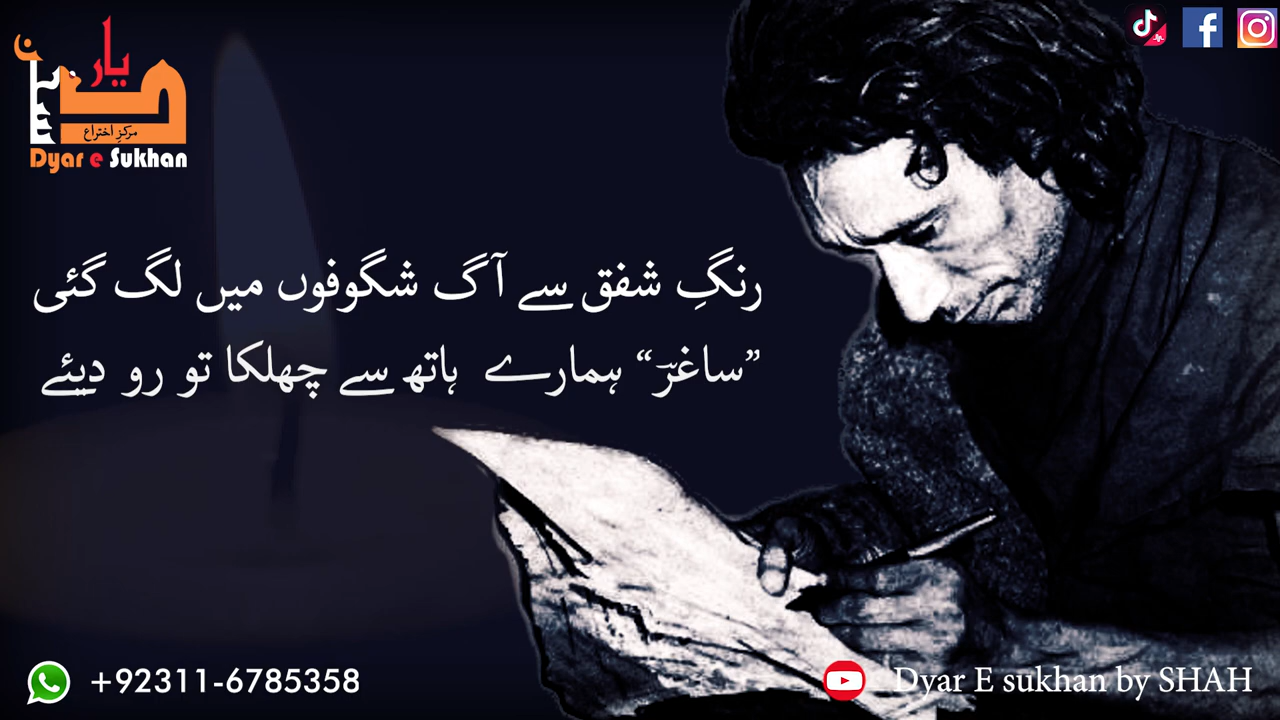 دیار سخن
مرکزِ اختراع
Dyar e Sukhan
رنگِ شفق سے آگ شگوفوں میں لگ گئی
”ساغرؔ“ ہمارے ہاتھ سے چھلکا تو رو دیئے
+92311-6785358
Dyar E sukhan by SHAH